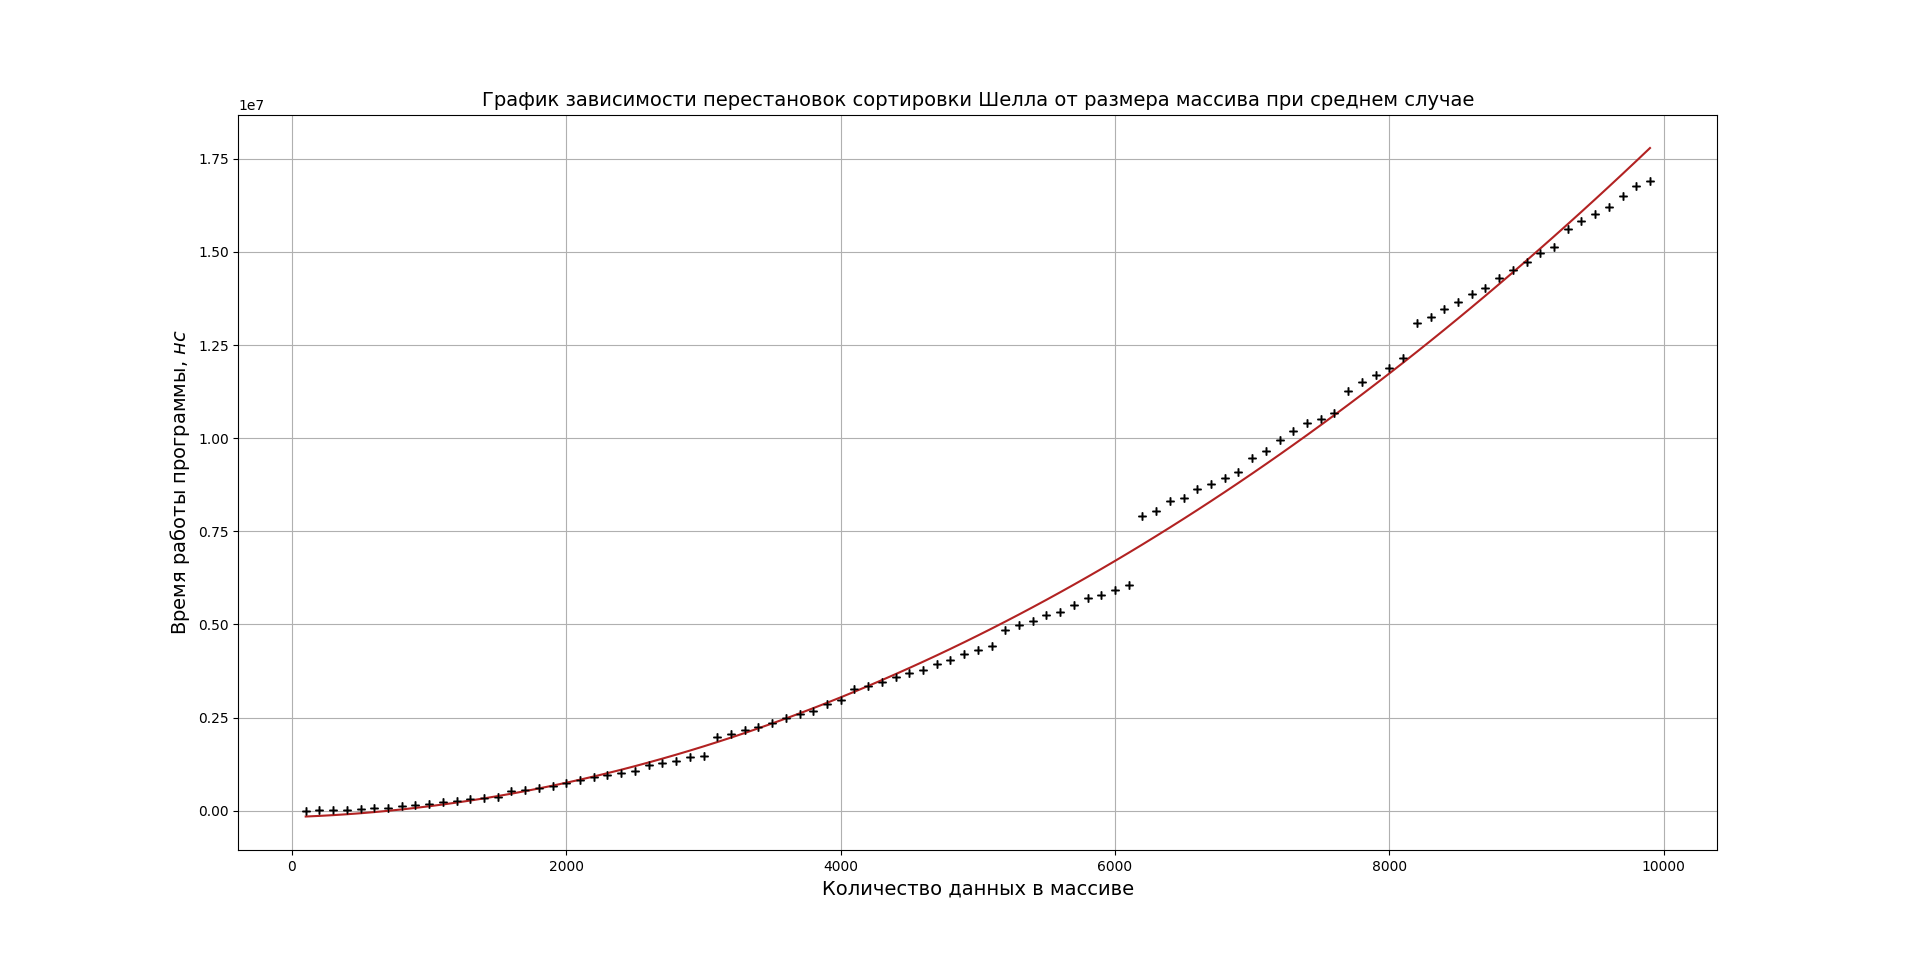 График зависимости перестановок сортировки Шелла от размера массива при среднем случае
1e7
1.75
1.50
1.25
1.00
0.75
0.50
0.25
0.00
Время работы программы, нс
0 2000 4000 6000 8000 10000
Количество данных в массиве